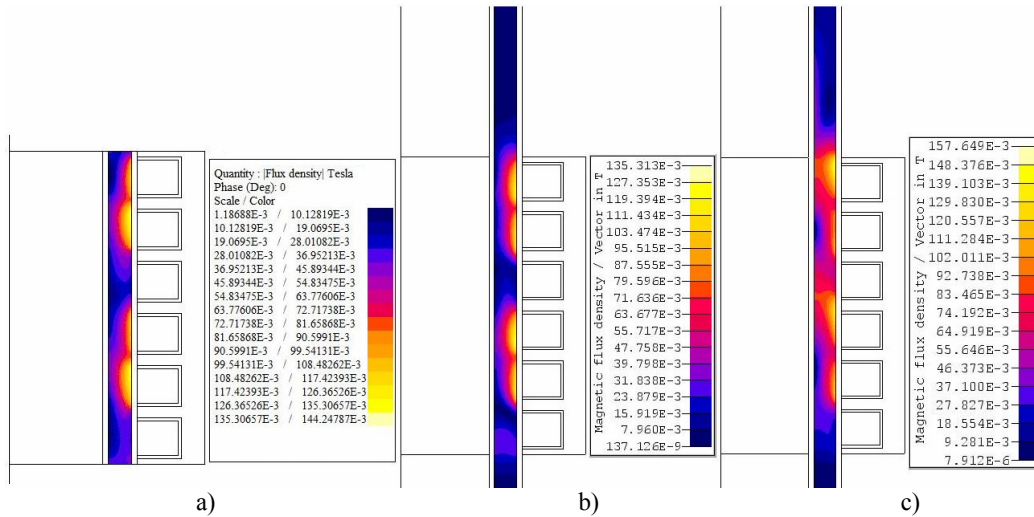 Quantity : |Flux density| Tesla
Phase (Deg): 0
Scale / Color
1.18688E-3 / 10.12819E-3
10.12819E-3 / 19.0695E-3
19.0695E-3 / 28.01082E-3
28.01082E-3 / 36.95213E-3
36.95213E-3 / 45.89344E-3
45.89344E-3 / 54.83475E-3
54.83475E-3 / 63.77606E-3
63.77606E-3 / 72.71738E-3
72.71738E-3 / 81.65868E-3
81.65868E-3 / 90.5991E-3
90.5991E-3 / 99.54131E-3
99.54131E-3 / 108.48262E-3
108.48262E-3 / 117.42393E-3
117.42393E-3 / 126.36526E-3
126.36526E-3 / 135.30657E-3
135.30657E-3 / 144.24787E-3
a)
Magnetic flux density / Vector in T
135.313E-3
127.353E-3
119.394E-3
111.434E-3
103.474E-3
95.515E-3
87.555E-3
79.596E-3
71.636E-3
63.677E-3
55.717E-3
47.758E-3
39.798E-3
31.838E-3
23.879E-3
15.919E-3
7.960E-3
137.126E-9
b)
Magnetic flux density / Vector in T
157.649E-3
148.376E-3
139.103E-3
129.830E-3
120.557E-3
111.284E-3
102.011E-3
92.738E-3
83.465E-3
74.192E-3
64.919E-3
55.646E-3
46.373E-3
37.100E-3
27.827E-3
18.554E-3
9.281E-3
7.912E-6
c)